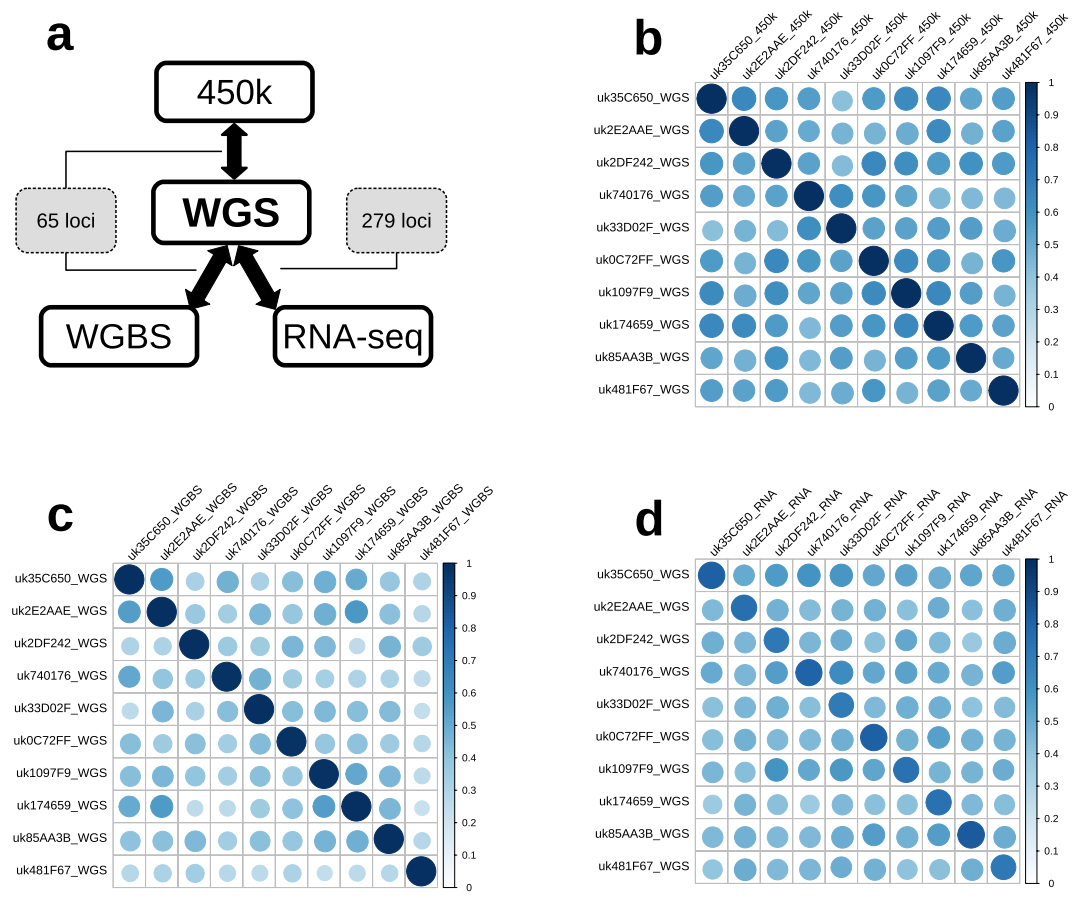 a
450k
65 loci
WGS
279 loci
WGBS
RNA-seq
b
uk35C650_450k
uk2E2AAE_450k
uk2DF242_450k
uk740176_450k
uk33D02F_450k
uk0C72FF_450k
uk1097F9_450k
uk174659_450k
uk85AA3B_450k
uk481F67_450k
uk35C650_WGS
uk2E2AAE_WGS
uk2DF242_WGS
uk740176_WGS
uk33D02F_WGS
uk0C72FF_WGS
uk1097F9_WGS
uk174659_WGS
uk85AA3B_WGS
uk481F67_WGS
1
0.9
0.8
0.7
0.6
0.5
0.4
0.3
0.2
0.1
0
c
uk35C650_WGBS
uk2E2AAE_WGBS
uk2DF242_WGBS
uk740176_WGBS
uk33D02F_WGBS
uk0C72FF_WGBS
uk1097F9_WGBS
uk174659_WGBS
uk85AA3B_WGBS
uk481F67_WGBS
uk35C650_WGS
uk2E2AAE_WGS
uk2DF242_WGS
uk740176_WGS
uk33D02F_WGS
uk0C72FF_WGS
uk1097F9_WGS
uk174659_WGS
uk85AA3B_WGS
uk481F67_WGS
1
0.9
0.8
0.7
0.6
0.5
0.4
0.3
0.2
0.1
0
d
uk35C650_RNA
uk2E2AAE_RNA
uk2DF242_RNA
uk740176_RNA
uk33D02F_RNA
uk0C72FF_RNA
uk1097F9_RNA
uk174659_RNA
uk85AA3B_RNA
uk481F67_RNA
uk35C650_WGS
uk2E2AAE_WGS
uk2DF242_WGS
uk740176_WGS
uk33D02F_WGS
uk0C72FF_WGS
uk1097F9_WGS
uk174659_WGS
uk85AA3B_WGS
uk481F67_WGS
1
0.9
0.8
0.7
0.6
0.5
0.4
0.3
0.2
0.1
0